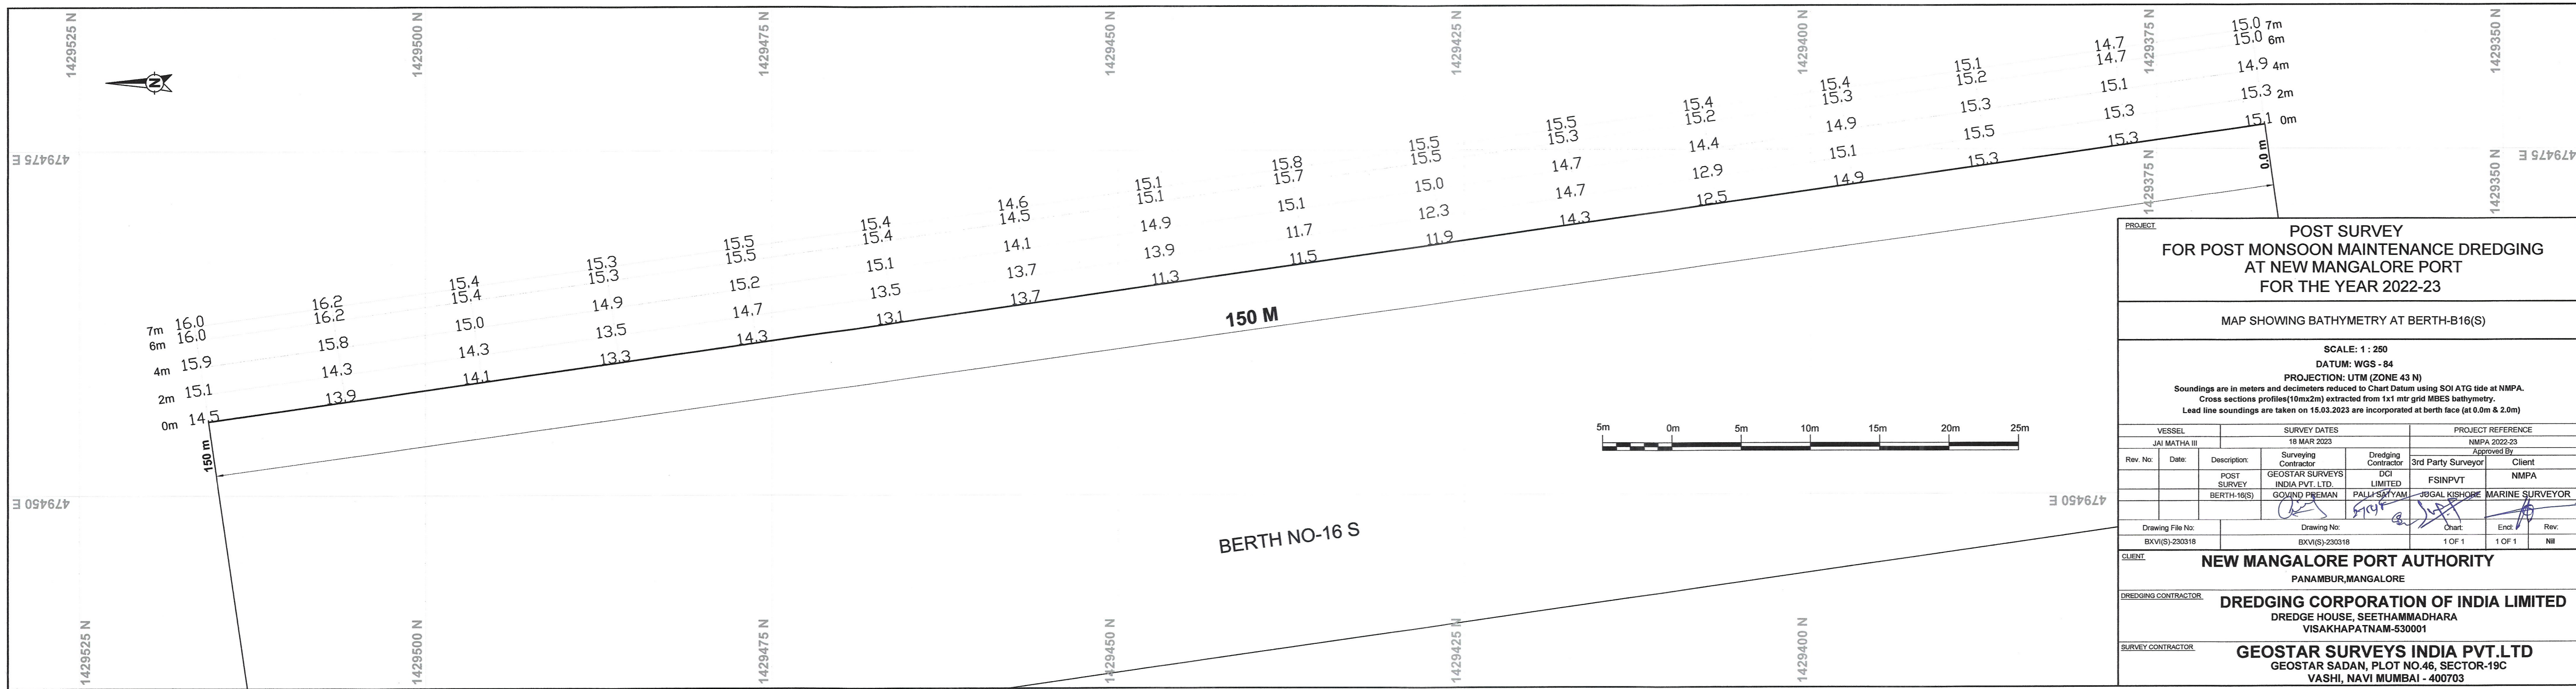 1429525 N
1429500 N
1429475 N
1429450 N
1429425 N
1429400 N
1429375 N
1429350 N
N
479475 E
479475 E
7m 16.0 16.2 15.4 15.3 15.5 15.4 14.6 15.1 15.8 15.5 15.5 15.4 15.4 15.1 14.7 15.0 7m
6m 16.0 16.2 15.4 15.3 15.5 15.4 14.5 15.1 15.7 15.5 15.3 15.2 15.3 15.2 14.7 15.0 6m
4m 15.9 15.8 15.0 14.9 15.2 15.1 14.1 14.9 15.1 15.0 14.7 14.4 14.9 15.3 15.1 14.9 4m
2m 15.1 14.3 14.3 13.5 14.7 13.5 13.7 13.9 11.7 12.3 14.7 12.9 15.1 15.5 15.3 15.3 2m
0m 14.5 13.9 14.1 13.3 14.3 13.1 13.7 11.3 11.5 11.9 14.3 12.5 14.9 15.3 15.3 15.1 0m
150 m
150 M
0.0 m
1429375 N
1429350 N
5m 0m 5m 10m 15m 20m 25m
479450 E
479450 E
BERTH NO-16 S
1429525 N
1429500 N
1429475 N
1429450 N
1429425 N
1429400 N
PROJECT
POST SURVEY
FOR POST MONSOON MAINTENANCE DREDGING
AT NEW MANGALORE PORT
FOR THE YEAR 2022-23
MAP SHOWING BATHYMETRY AT BERTH-B16(S)
SCALE: 1 : 250
DATUM: WGS - 84
PROJECTION: UTM (ZONE 43 N)
Soundings are in meters and decimeters reduced to Chart Datum using SOI ATG tide at NMPA.
Cross sections profiles(10mx2m) extracted from 1x1 mtr grid MBES bathymetry.
Lead line soundings are taken on 15.03.2023 are incorporated at berth face (at 0.0m & 2.0m)
VESSEL SURVEY DATES PROJECT REFERENCE
JAI MATHA III 18 MAR 2023 NMPA 2022-23
Approved By
Rev. No: Date: Description: Surveying Contractor Dredging Contractor 3rd Party Surveyor Client
POST SURVEY GEOSTAR SURVEYS INDIA PVT. LTD. DCI LIMITED FSINPVT NMPA
BERTH-16(S) GOVIND PREMAN PALLI SATYAM JUGAL KISHORE MARINE SURVEYOR
Drawing File No: Drawing No: Chart: Encl: Rev:
BXVI(S)-230318 BXVI(S)-230318 1 OF 1 1 OF 1 Nil
CLIENT
NEW MANGALORE PORT AUTHORITY
PANAMBUR,MANGALORE
DREDGING CONTRACTOR
DREDGING CORPORATION OF INDIA LIMITED
DREDGE HOUSE, SEETHAMMADHARA
VISAKHAPATNAM-530001
SURVEY CONTRACTOR
GEOSTAR SURVEYS INDIA PVT.LTD
GEOSTAR SADAN, PLOT NO.46, SECTOR-19C
VASHI, NAVI MUMBAI - 400703